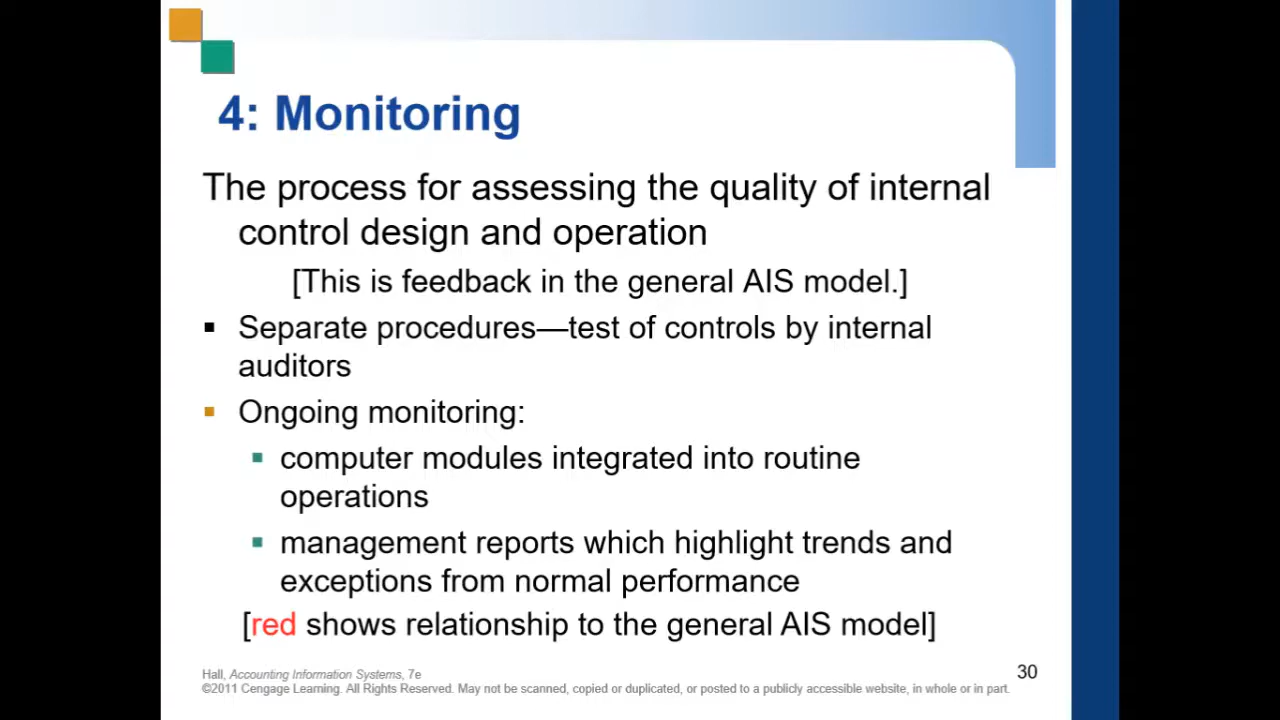 4: Monitoring
The process for assessing the quality of internal
control design and operation
[This is feedback in the general AIS model.]
Separate procedures—test of controls by internal
auditors
Ongoing monitoring:
computer modules integrated into routine
operations
management reports which highlight trends and
exceptions from normal performance
[red shows relationship to the general AIS model]
Hall, Accounting Information Systems, 7e
©2011 Cengage Learning. All Rights Reserved. May not be scanned, copied or duplicated, or posted to a publicly accessible website, in whole or in part.
30